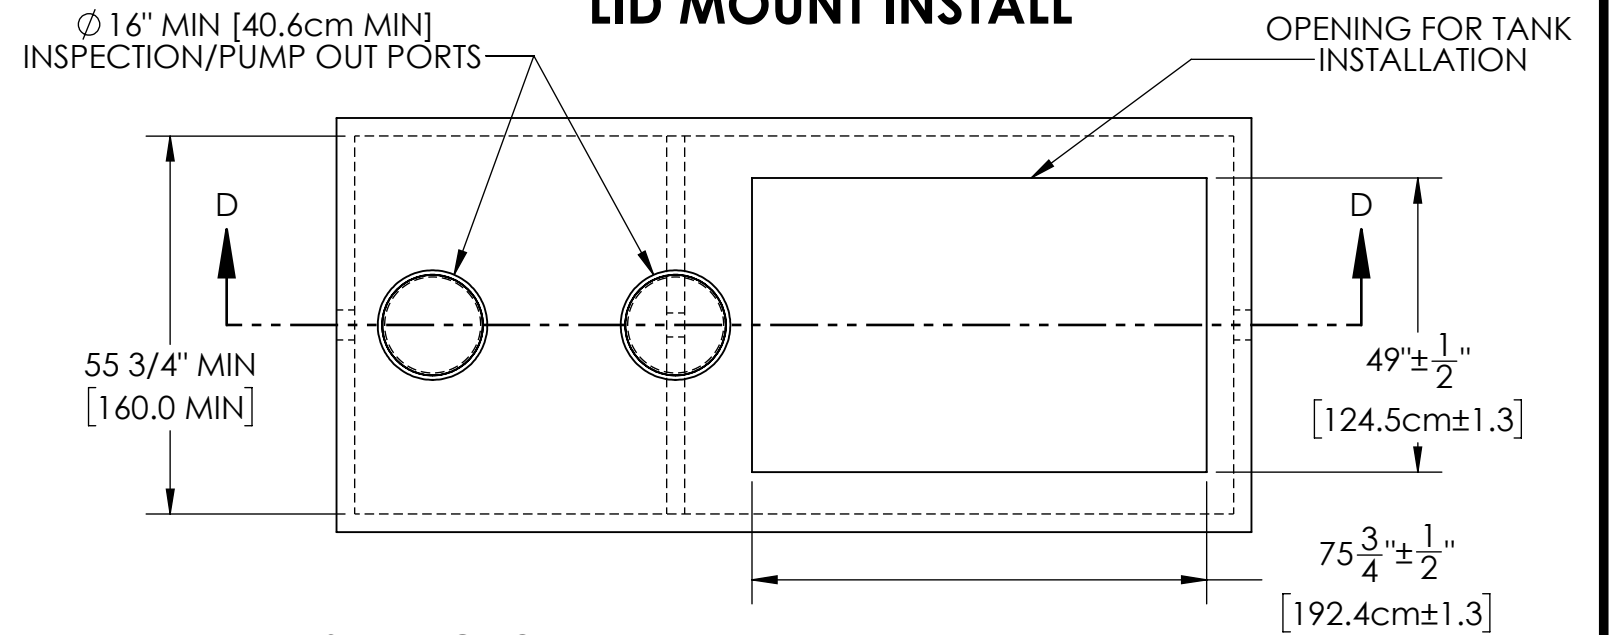 LID MOUNT INSTALL
Ø 16" MIN [40.6cm MIN]
INSPECTION/PUMP OUT PORTS
OPENING FOR TANK
INSTALLATION
D
D
55 3/4" MIN
[160.0 MIN]
49"±1/2"
[124.5cm±1.3]
75 3/4"±1/2"
[192.4cm±1.3]